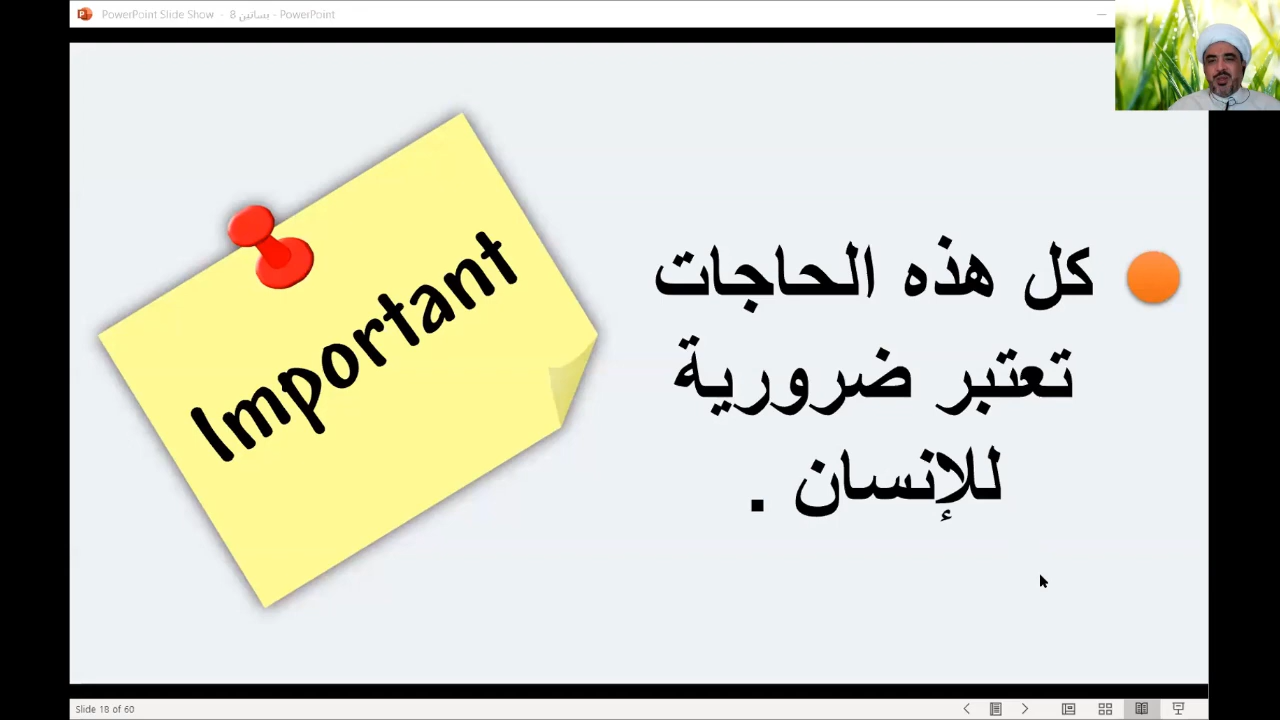 PowerPoint Slide Show - بساتين 8 - PowerPoint
Important
كل هذه الحاجات
تعتبر ضرورية
للإنسان .
Slide 18 of 60